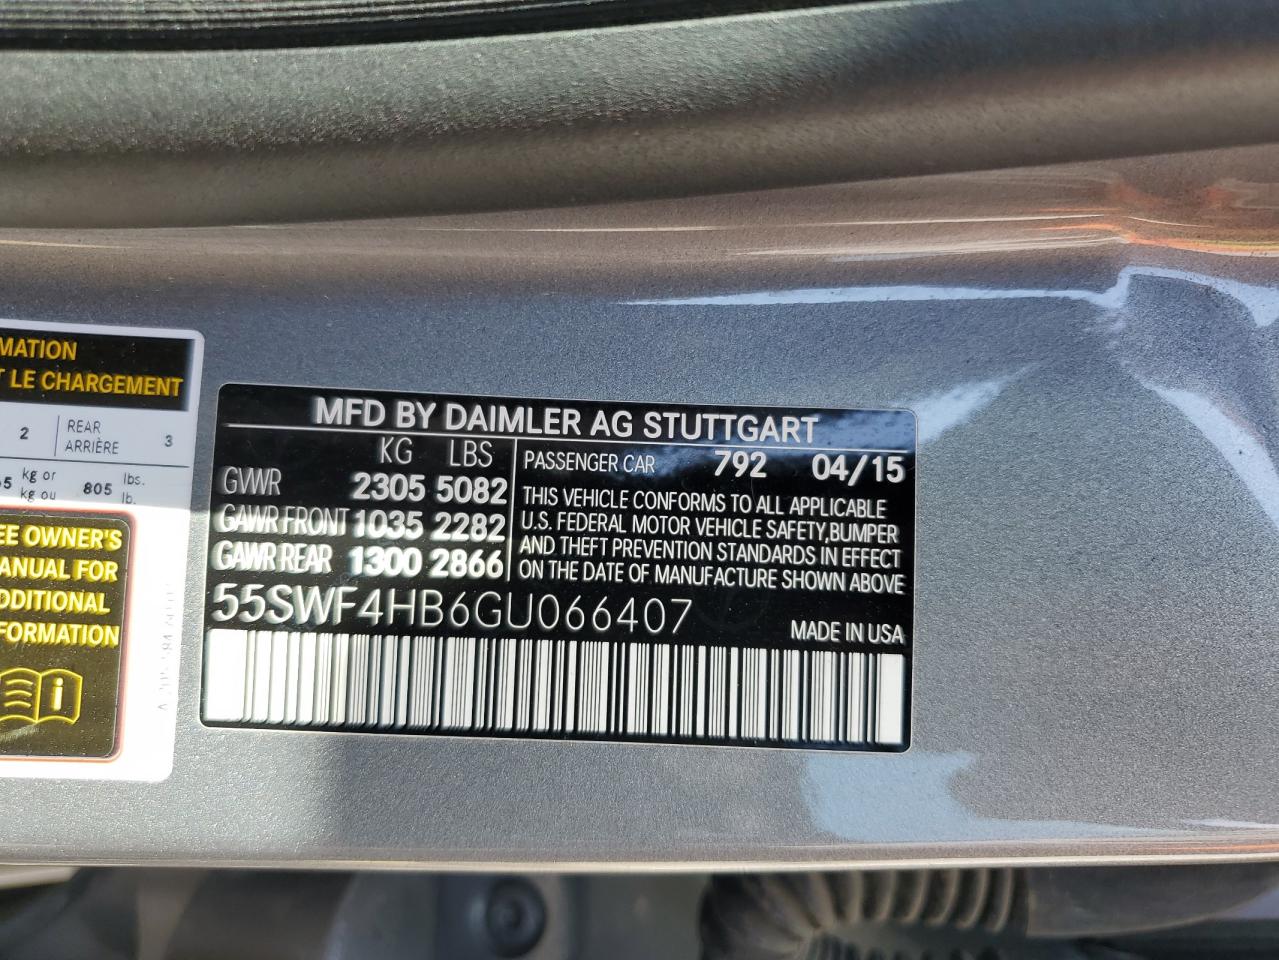 MATION
T LE CHARGEMENT
2 REAR ARRIÈRE 3
5 kg or kg ou 805 lbs. lb.
EE OWNER'S
ANUAL FOR
DDITIONAL
FORMATION
MFD BY DAIMLER AG STUTTGART
KG LBS
GVWR 2305 5082
GAWR FRONT 1035 2282
GAWR REAR 1300 2866
PASSENGER CAR 792 04/15
THIS VEHICLE CONFORMS TO ALL APPLICABLE
U.S. FEDERAL MOTOR VEHICLE SAFETY,BUMPER
AND THEFT PREVENTION STANDARDS IN EFFECT
ON THE DATE OF MANUFACTURE SHOWN ABOVE
55SWF4HB6GU066407
MADE IN USA